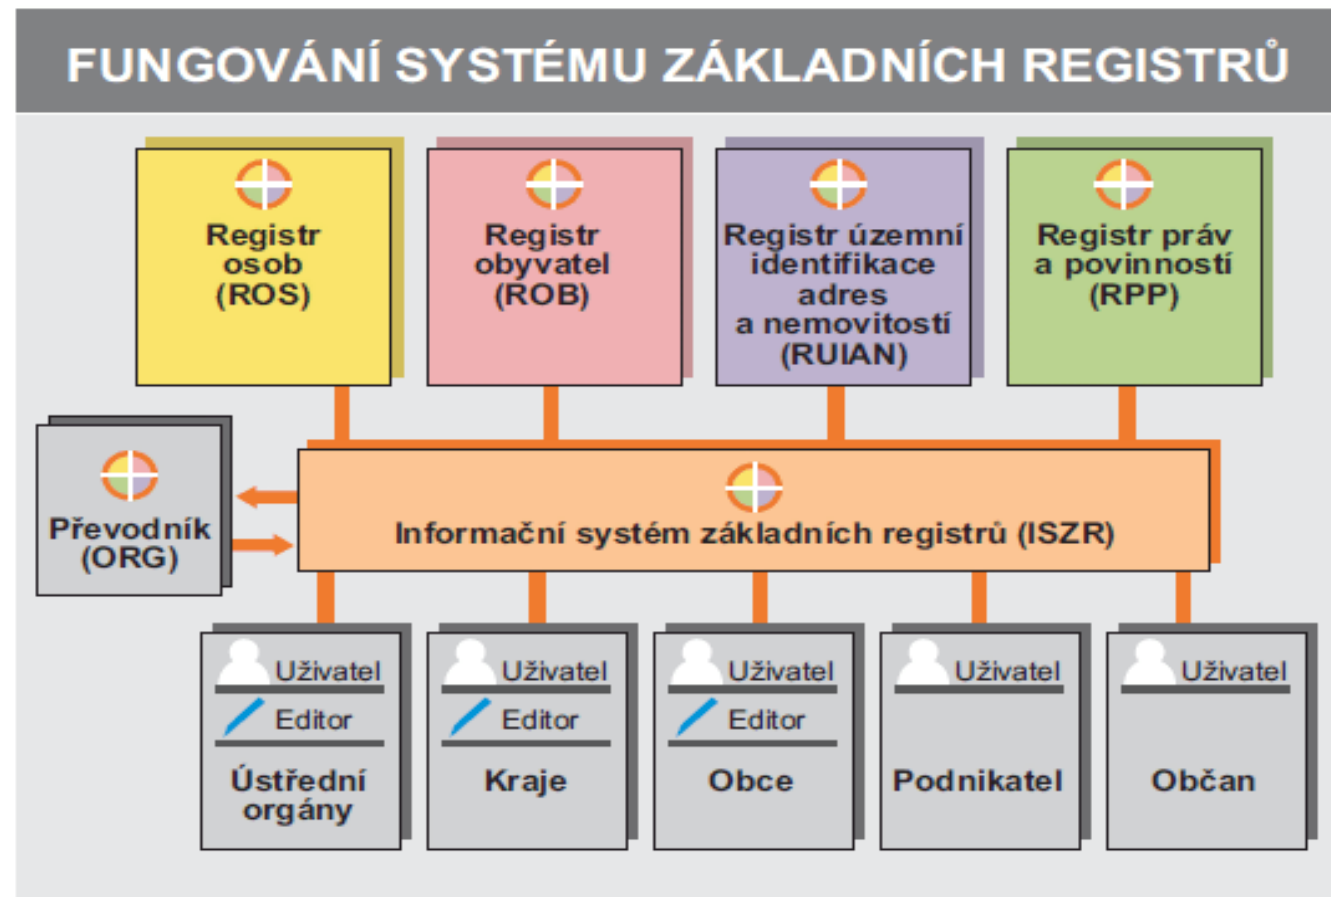 FUNGOVÁNÍ SYSTÉMU ZÁKLADNÍCH REGISTRŮ
Registr
osob
(ROS)
Registr
obyvatel
(ROB)
Registr územní
identifikace
adres
a nemovitostí
(RUIAN)
Registr práv
a povinností
(RPP)
Převodník
(ORG)
Informační systém základních registrů (ISZR)
Uživatel
Editor
Ústřední
orgány
Uživatel
Editor
Kraje
Uživatel
Editor
Obce
Uživatel
Podnikatel
Uživatel
Občan